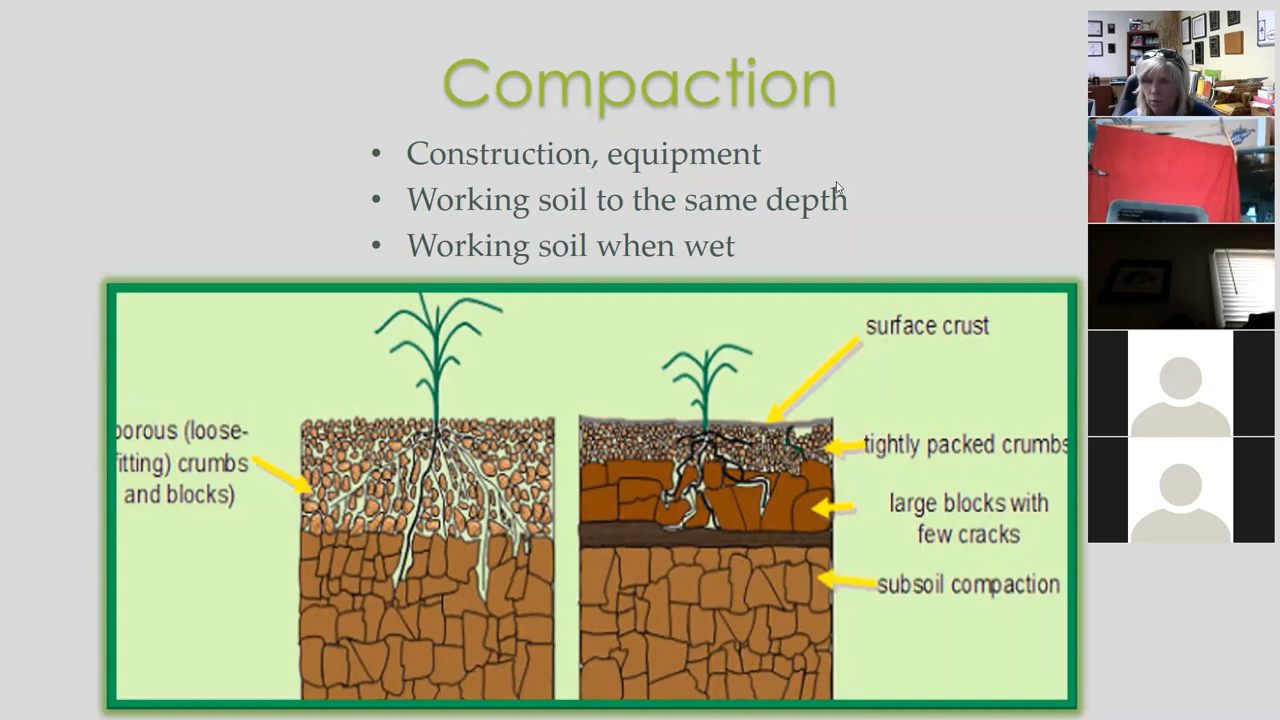 Compaction
• Construction, equipment
• Working soil to the same depth
• Working soil when wet
surface crust
porous (loose-
fitting) crumbs
and blocks)
tightly packed crumbs
large blocks with
few cracks
subsoil compaction